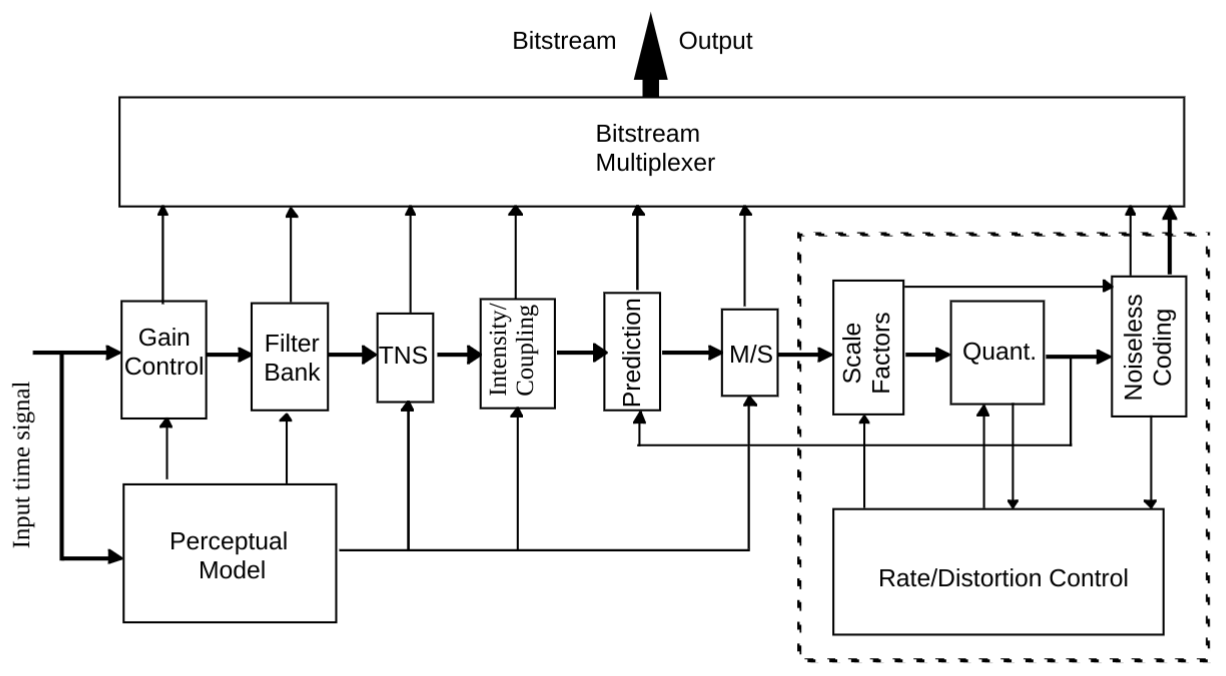 Bitstream Output
Bitstream
Multiplexer
Gain
Control
Filter
Bank
TNS
Intensity/
Coupling
Prediction
M/S
Scale
Factors
Quant.
Noiseless
Coding
Input time signal
Perceptual
Model
Rate/Distortion Control